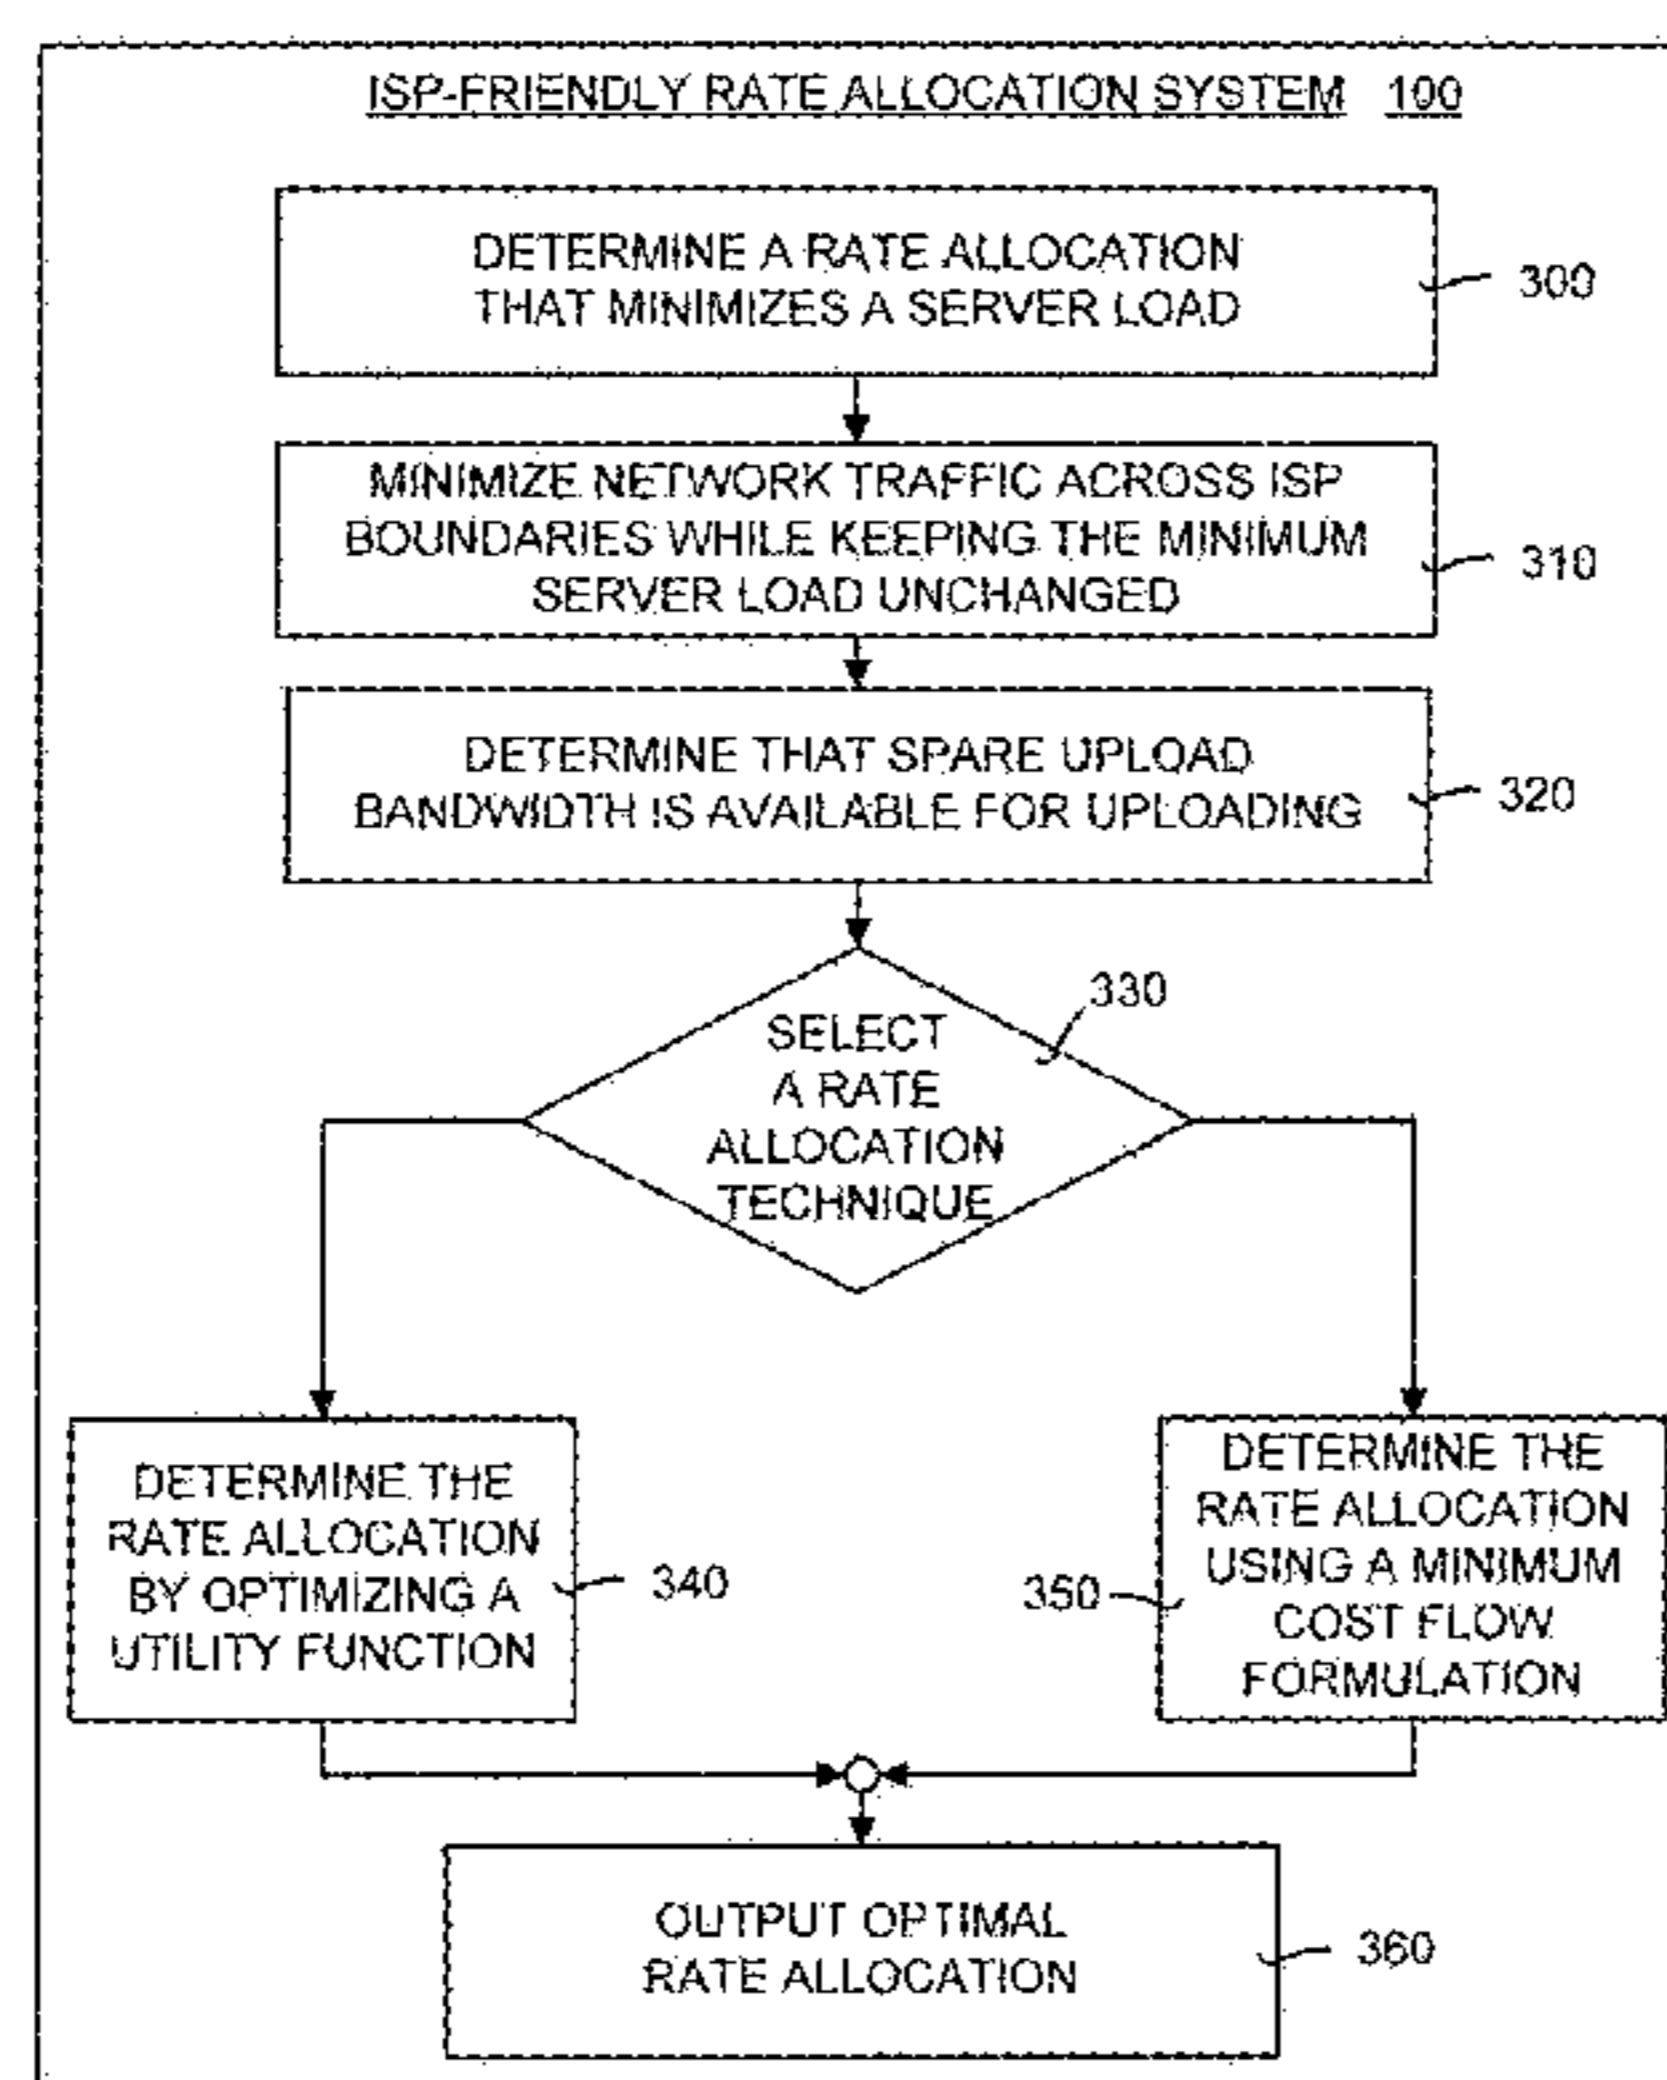 ISP-FRIENDLY RATE ALLOCATION SYSTEM 100
DETERMINE A RATE ALLOCATION
THAT MINIMIZES A SERVER LOAD
300
MINIMIZE NETWORK TRAFFIC ACROSS ISP
BOUNDARIES WHILE KEEPING THE MINIMUM
SERVER LOAD UNCHANGED
310
DETERMINE THAT SPARE UPLOAD
BANDWIDTH IS AVAILABLE FOR UPLOADING
320
330
SELECT
A RATE
ALLOCATION
TECHNIQUE
DETERMINE THE
RATE ALLOCATION
BY OPTIMIZING A
UTILITY FUNCTION
340
350
DETERMINE THE
RATE ALLOCATION
USING A MINIMUM
COST FLOW
FORMULATION
OUTPUT OPTIMAL
RATE ALLOCATION
360